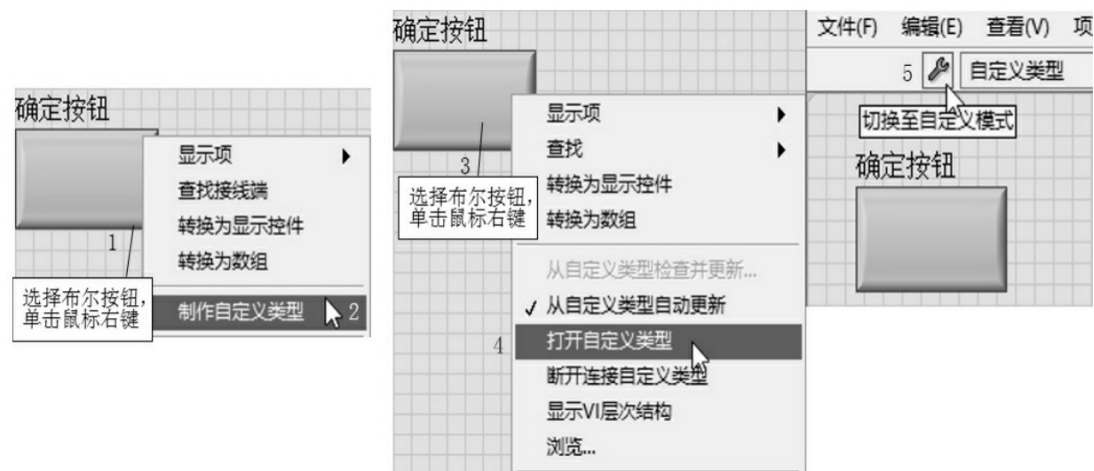 确定按钮
显示项
查找接线端
转换为显示控件
1
转换为数组
选择布尔按钮，
单击鼠标右键
制作自定义类型
2
确定按钮
显示项
查找
3
转换为显示控件
选择布尔按钮，
单击鼠标右键
转换为数组
从自定义类型检查并更新...
✓ 从自定义类型自动更新
4
打开自定义类型
断开连接自定义类型
显示VI层次结构
浏览...
文件(F) 编辑(E) 查看(V) 项
5
自定义类型
切换至自定义模式
确定按钮